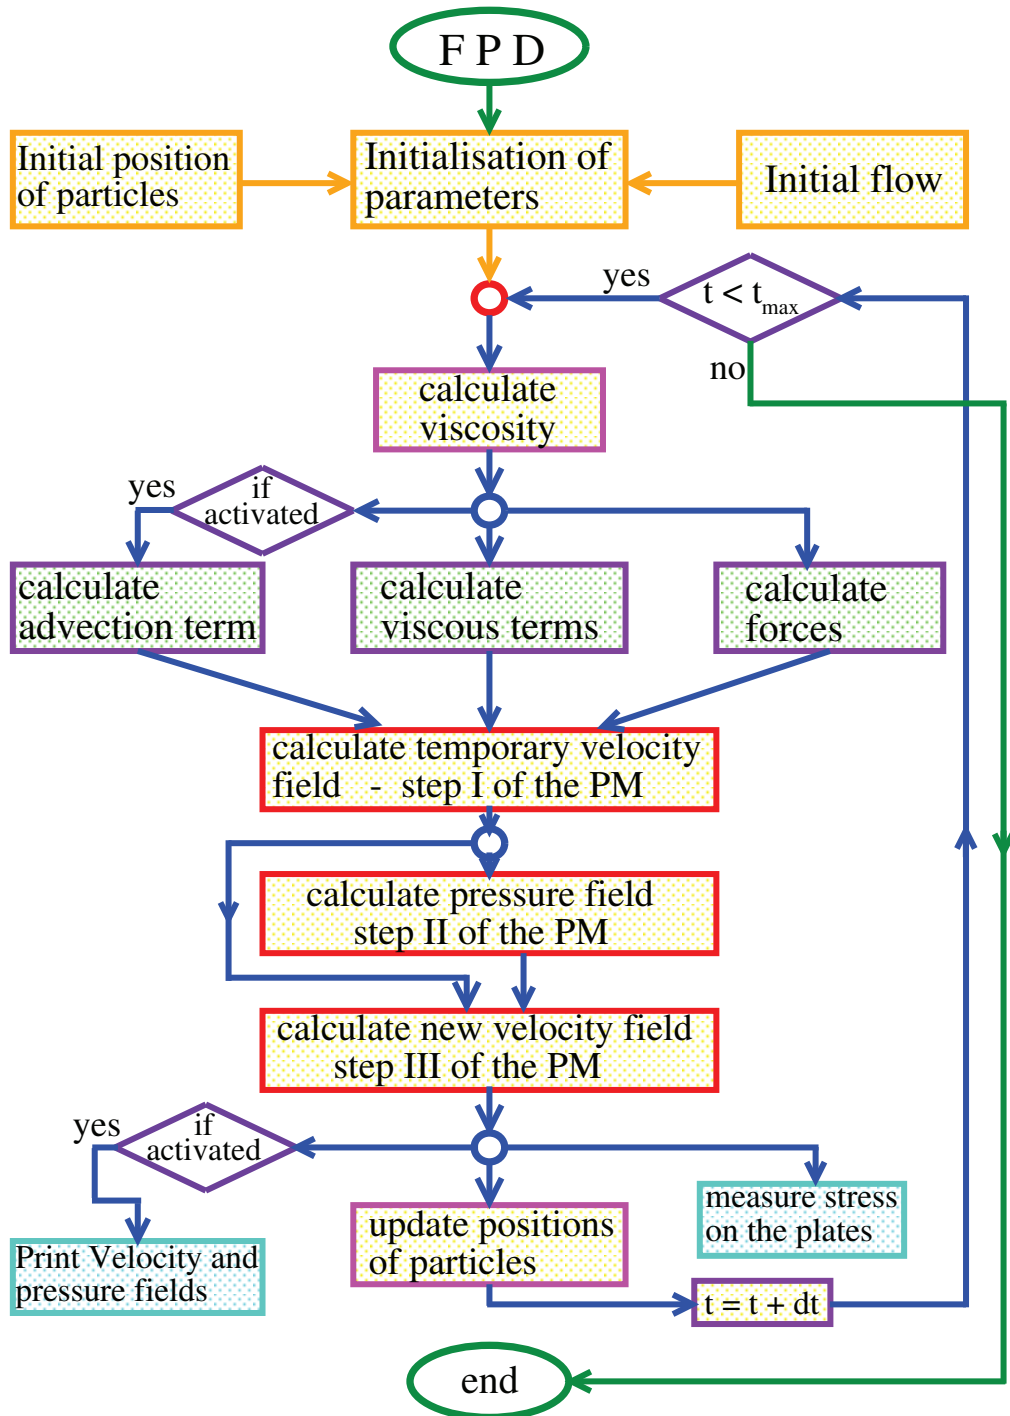 F P D
Initial position
of particles
Initialisation of
parameters
Initial flow
yes
t < tmax
no
calculate
viscosity
yes
if
activated
calculate
advection term
calculate
viscous terms
calculate
forces
calculate temporary velocity
field - step I of the PM
calculate pressure field
step II of the PM
calculate new velocity field
step III of the PM
yes
if
activated
measure stress
on the plates
update positions
of particles
Print Velocity and
pressure fields
t = t + dt
end